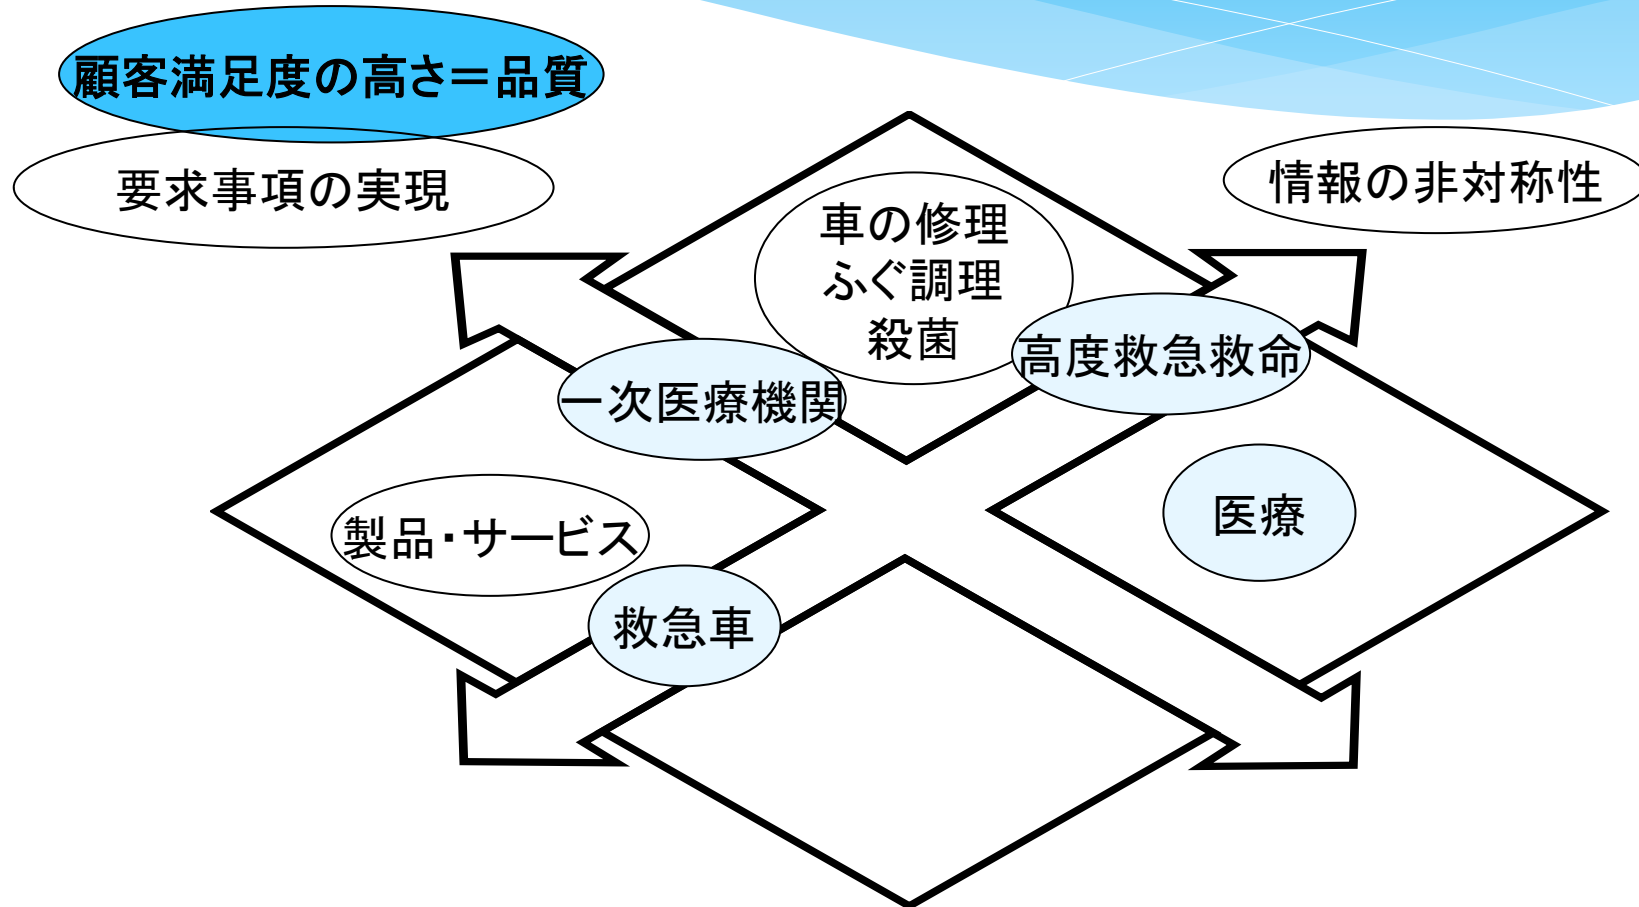 顧客満足度の高さ＝品質
要求事項の実現
情報の非対称性
車の修理
ふぐ調理
殺菌
高度救急救命
一次医療機関
医療
製品・サービス
救急車